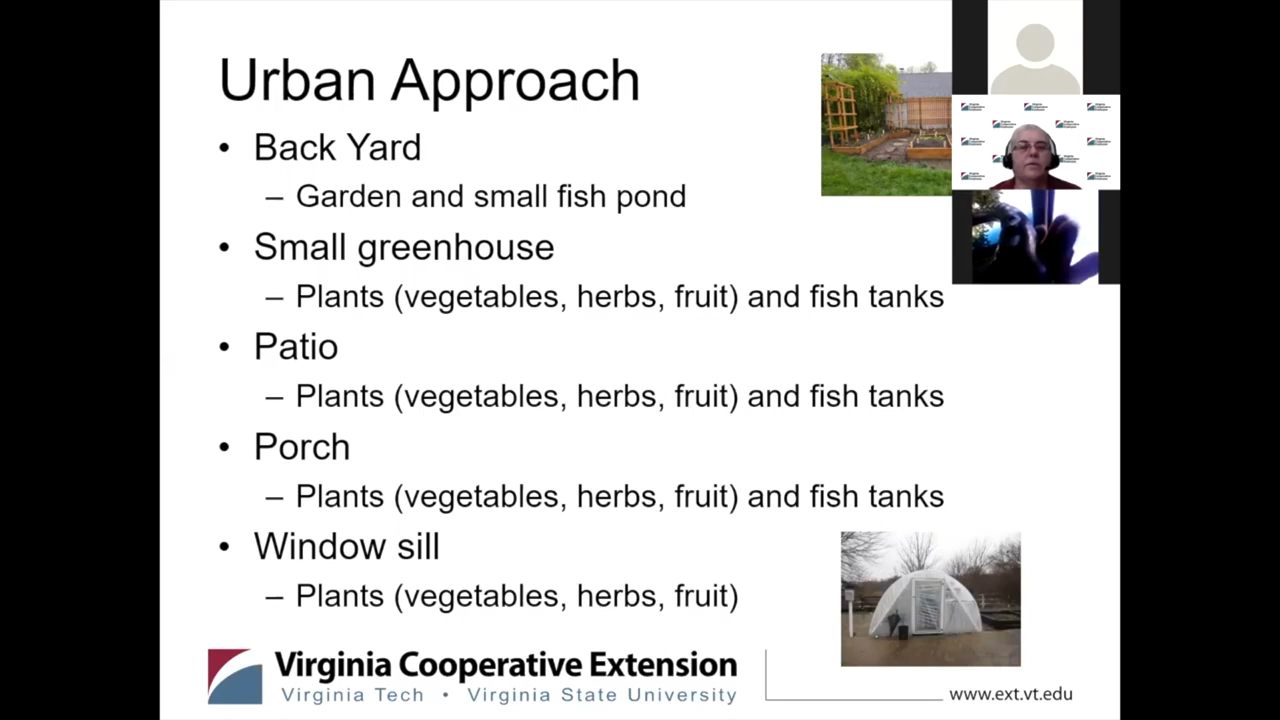 Urban Approach
• Back Yard
– Garden and small fish pond
• Small greenhouse
– Plants (vegetables, herbs, fruit) and fish tanks
• Patio
– Plants (vegetables, herbs, fruit) and fish tanks
• Porch
– Plants (vegetables, herbs, fruit) and fish tanks
• Window sill
– Plants (vegetables, herbs, fruit)
Virginia Cooperative Extension
Virginia Tech • Virginia State University
www.ext.vt.edu